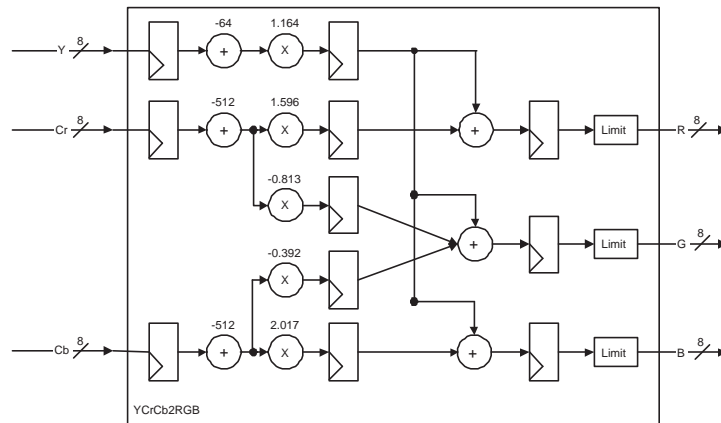 -64 1.164
Y 8 + X
-512 1.596
Cr 8 + X + Limit R 8
-0.813
X
-0.392 + Limit G 8
X
-512 2.017
Cb 8 + X + Limit B 8
YCrCb2RGB